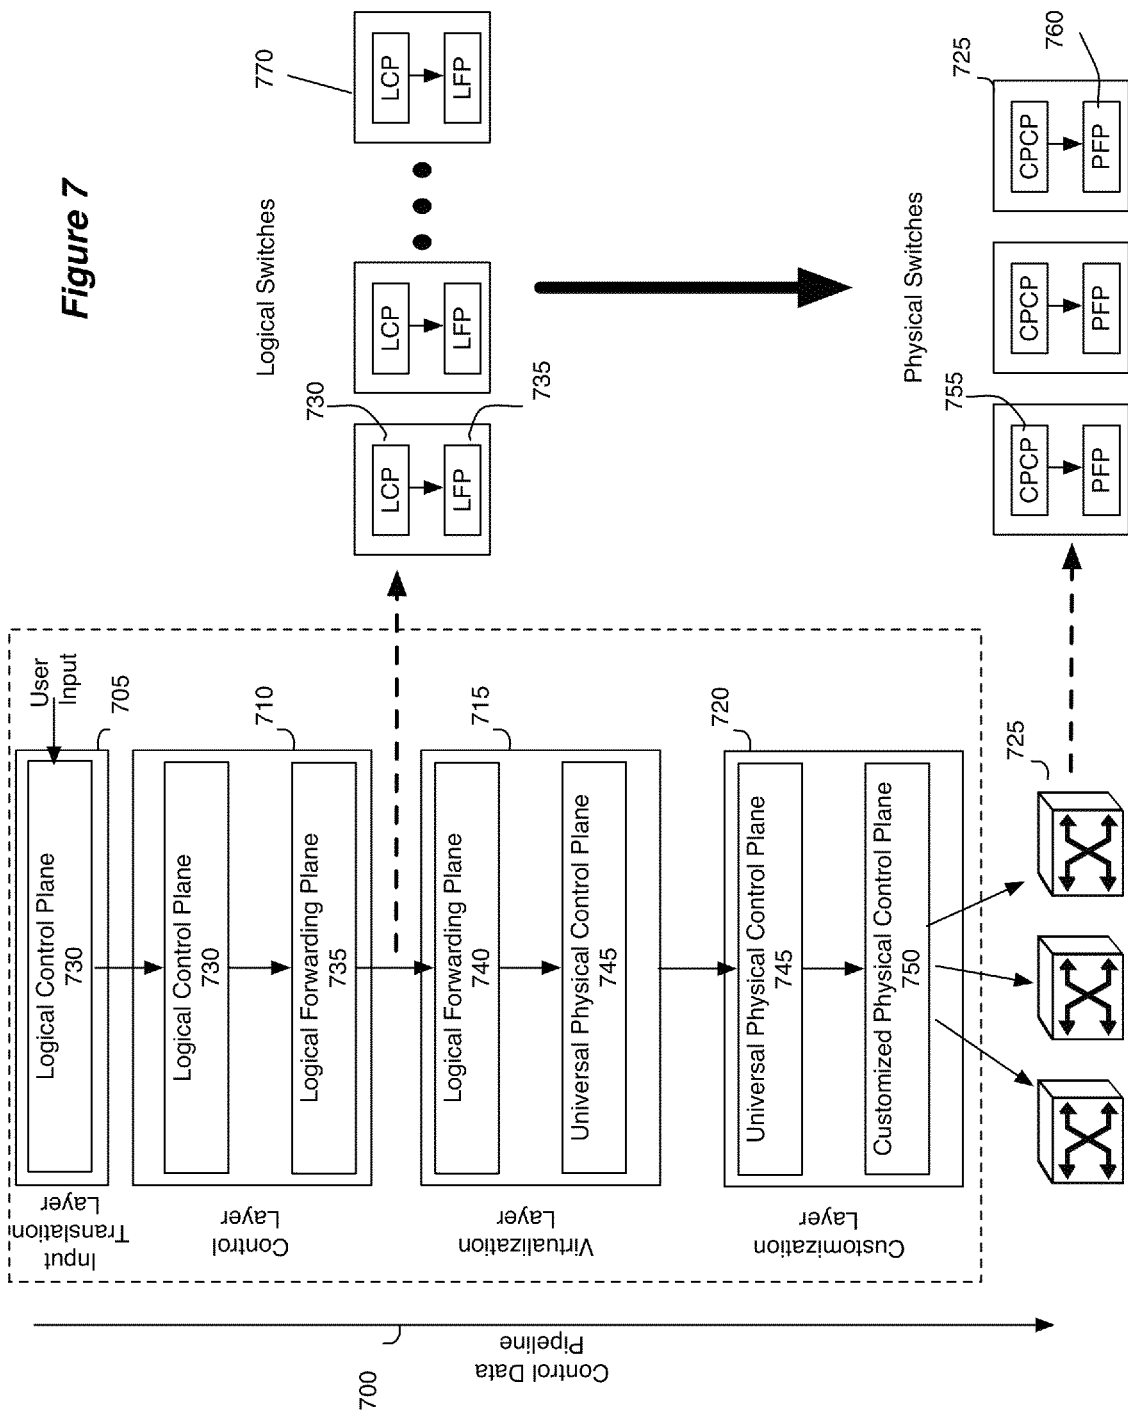 Figure 7
700
Control Data
Pipeline
Input
Translation
Layer
Logical Control Plane
730
User
Input
705
Control
Layer
Logical Control Plane
730
Logical Forwarding Plane
735
710
Virtualization
Layer
Logical Forwarding Plane
740
Universal Physical Control Plane
745
715
Customization
Layer
Universal Physical Control Plane
745
Customized Physical Control Plane
750
720
725
Logical Switches
730
735
770
LCP
LFP
LCP
LFP
LCP
LFP
Physical Switches
755
725
760
CPCP
PFP
CPCP
PFP
CPCP
PFP